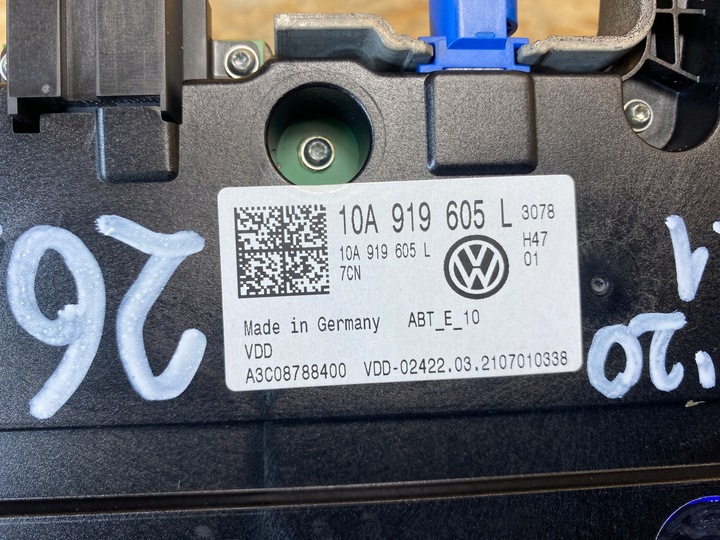 10A 919 605 L 3078
10A 919 605 L
7CN
H47
01
Made in Germany ABT_E_10
VDD
A3C08788400 VDD-02422.03.2107010338
26